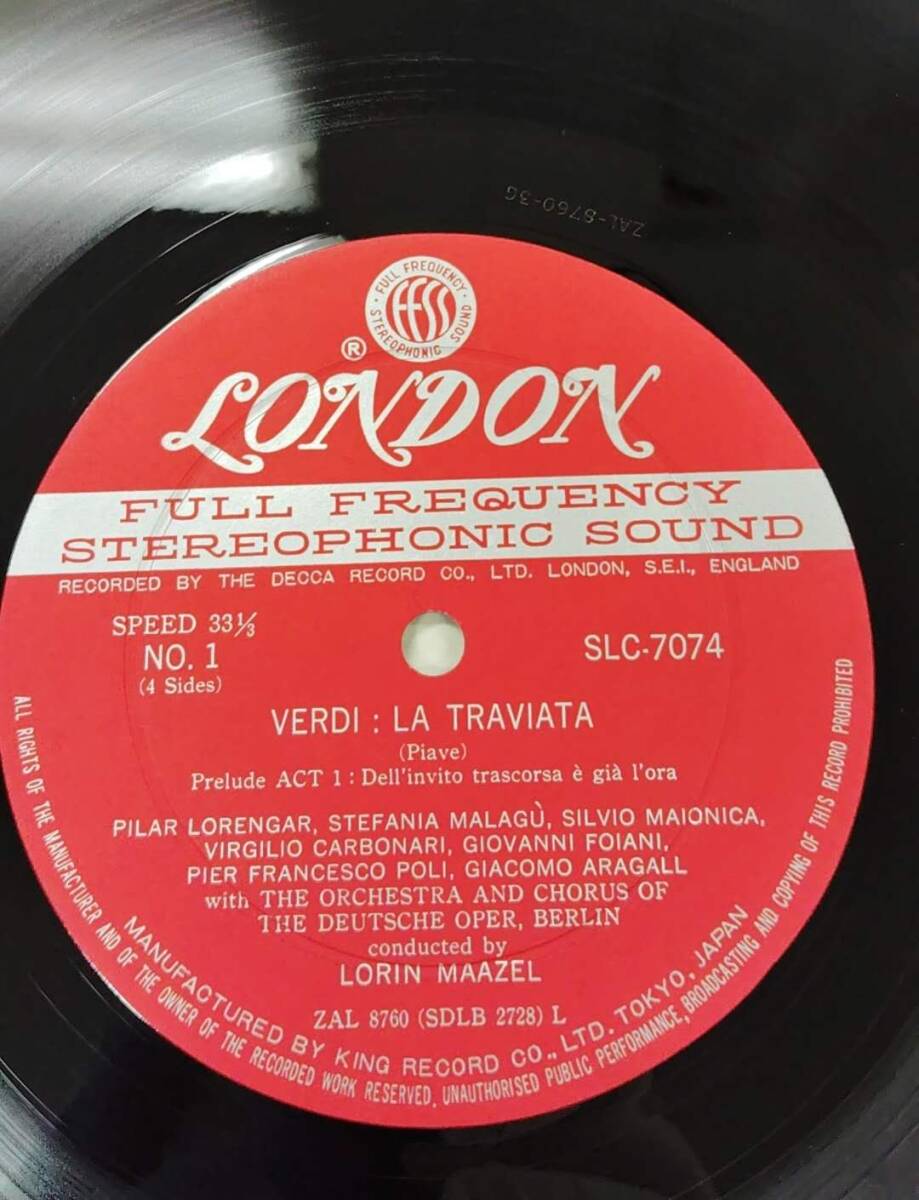 ZAL-8760-3G
FULL FREQUENCY
ffss
STEREOPHONIC SOUND
®
LONDON
FULL FREQUENCY
STEREOPHONIC SOUND
RECORDED BY THE DECCA RECORD CO., LTD. LONDON, S.E.I., ENGLAND
SPEED 33⅓
NO. 1
(4 Sides)
SLC-7074
VERDI : LA TRAVIATA
(Piave)
Prelude ACT 1 : Dell'invito trascorsa è già l'ora
PILAR LORENGAR, STEFANIA MALAGÙ, SILVIO MAIONICA,
VIRGILIO CARBONARI, GIOVANNI FOIANI,
PIER FRANCESCO POLI, GIACOMO ARAGALL
with THE ORCHESTRA AND CHORUS OF
THE DEUTSCHE OPER, BERLIN
conducted by
LORIN MAAZEL
ZAL 8760 (SDLB 2728) L
MANUFACTURED BY KING RECORD CO., LTD. TOKYO, JAPAN
ALL RIGHTS OF THE MANUFACTURER AND OF THE OWNER OF THE RECORDED WORK RESERVED. UNAUTHORISED PUBLIC PERFORMANCE, BROADCASTING AND COPYING OF THIS RECORD PROHIBITED